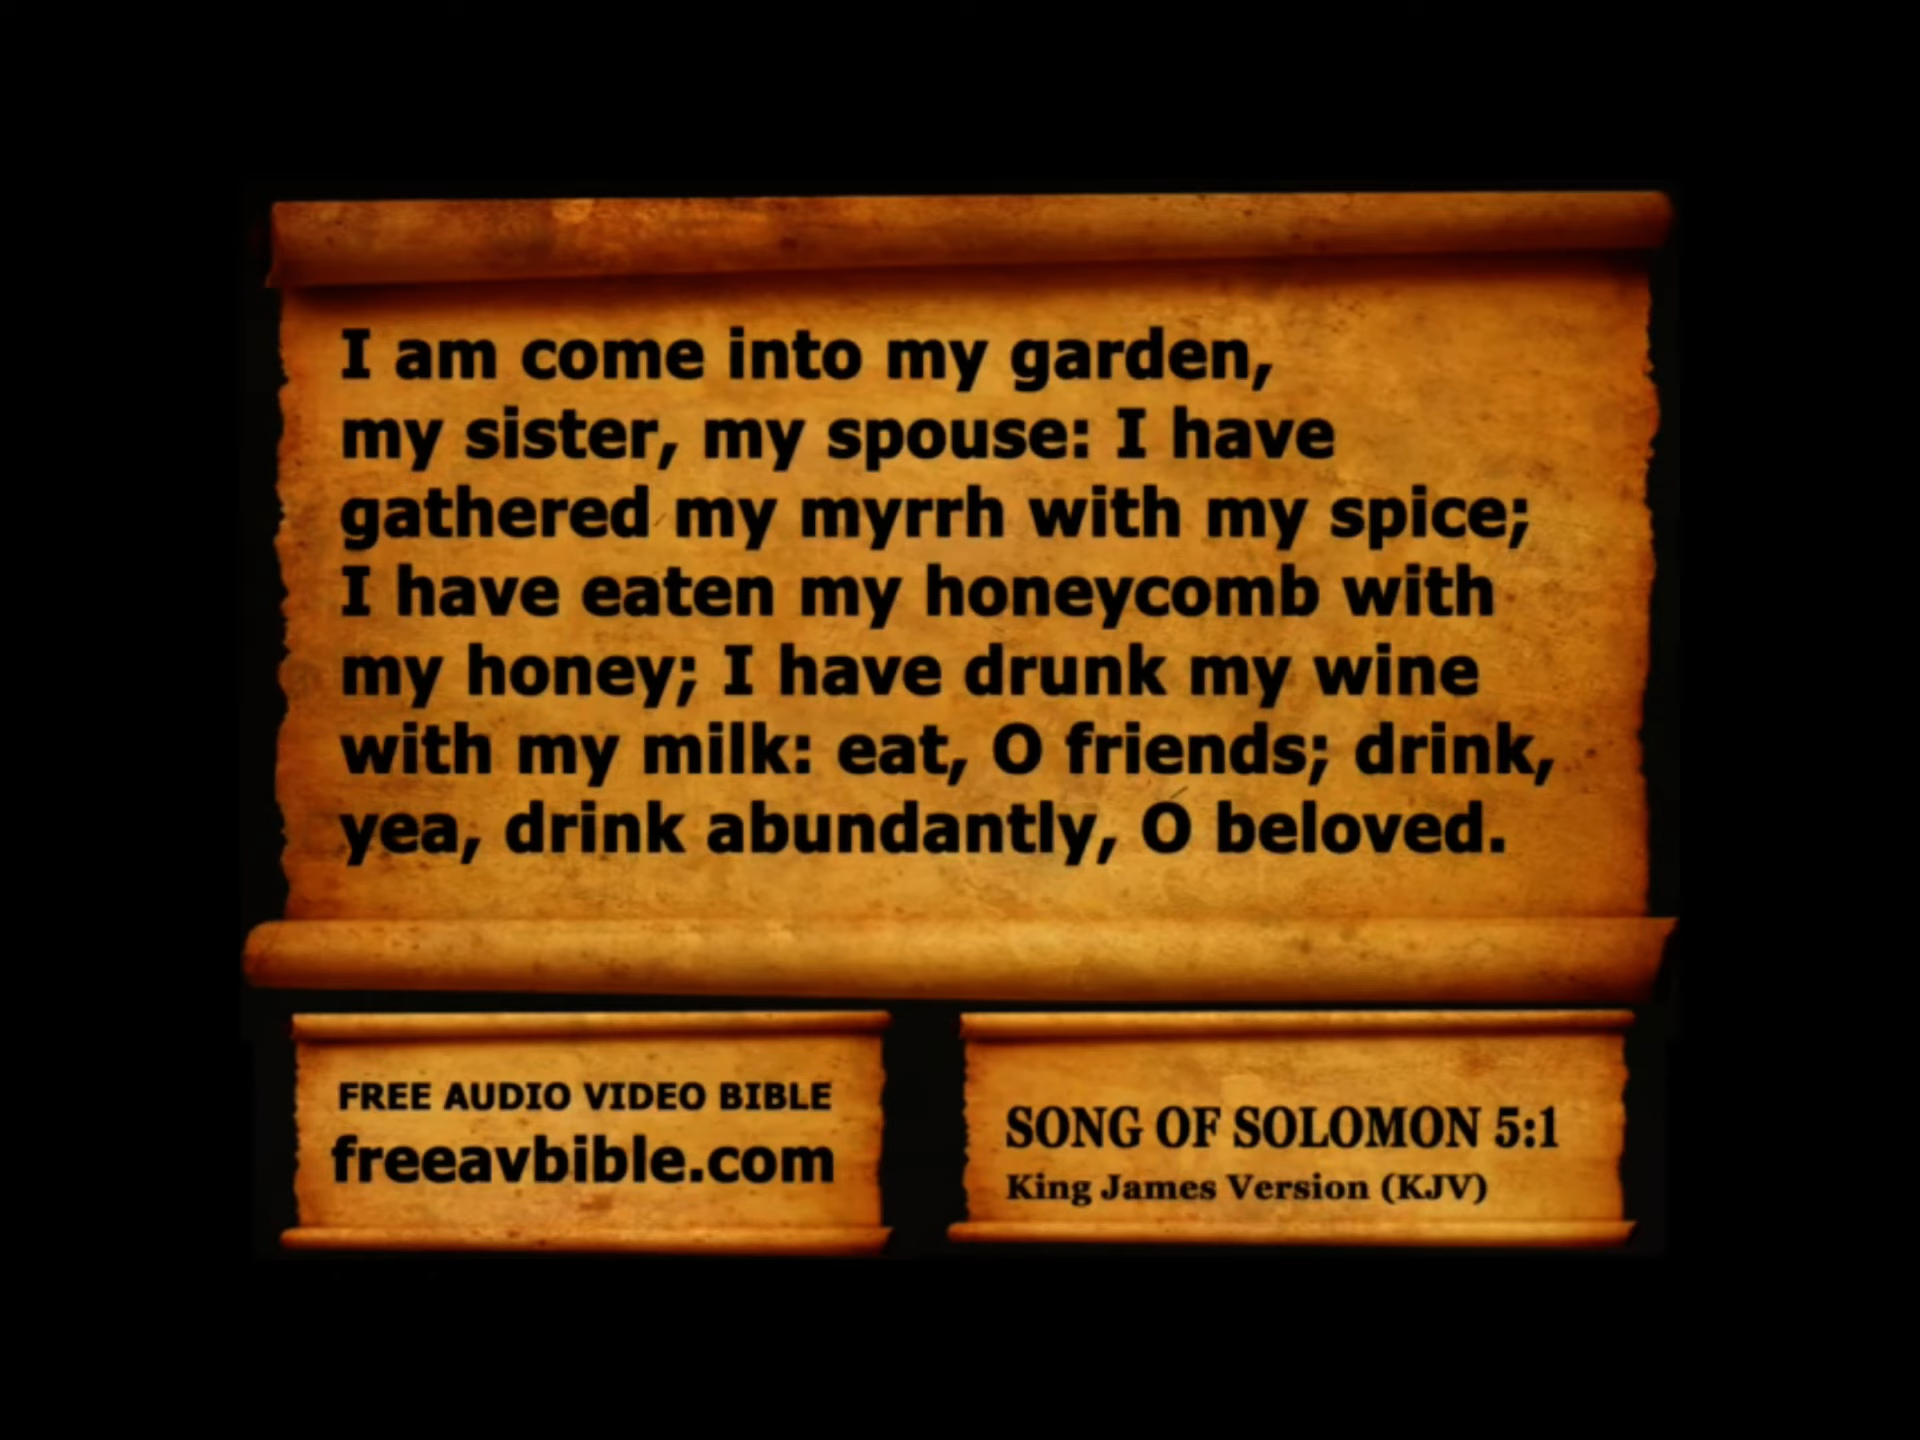 I am come into my garden,
my sister, my spouse: I have
gathered my myrrh with my spice;
I have eaten my honeycomb with
my honey; I have drunk my wine
with my milk: eat, O friends; drink,
yea, drink abundantly, O beloved.
FREE AUDIO VIDEO BIBLE
freeavbible.com
SONG OF SOLOMON 5:1
King James Version (KJV)